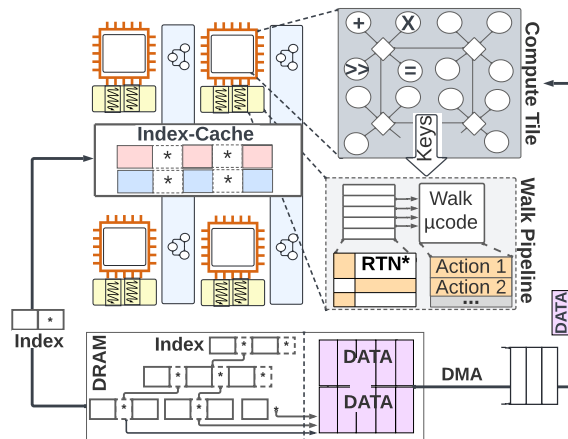 + X
>> =
Compute Tile
Index-Cache
* *
* *
Keys
Walk
µcode
Walk Pipeline
RTN*
Action 1
Action 2
...
*
Index
DRAM
Index
* *
* *
* * *
DATA
DATA
DMA
DATA